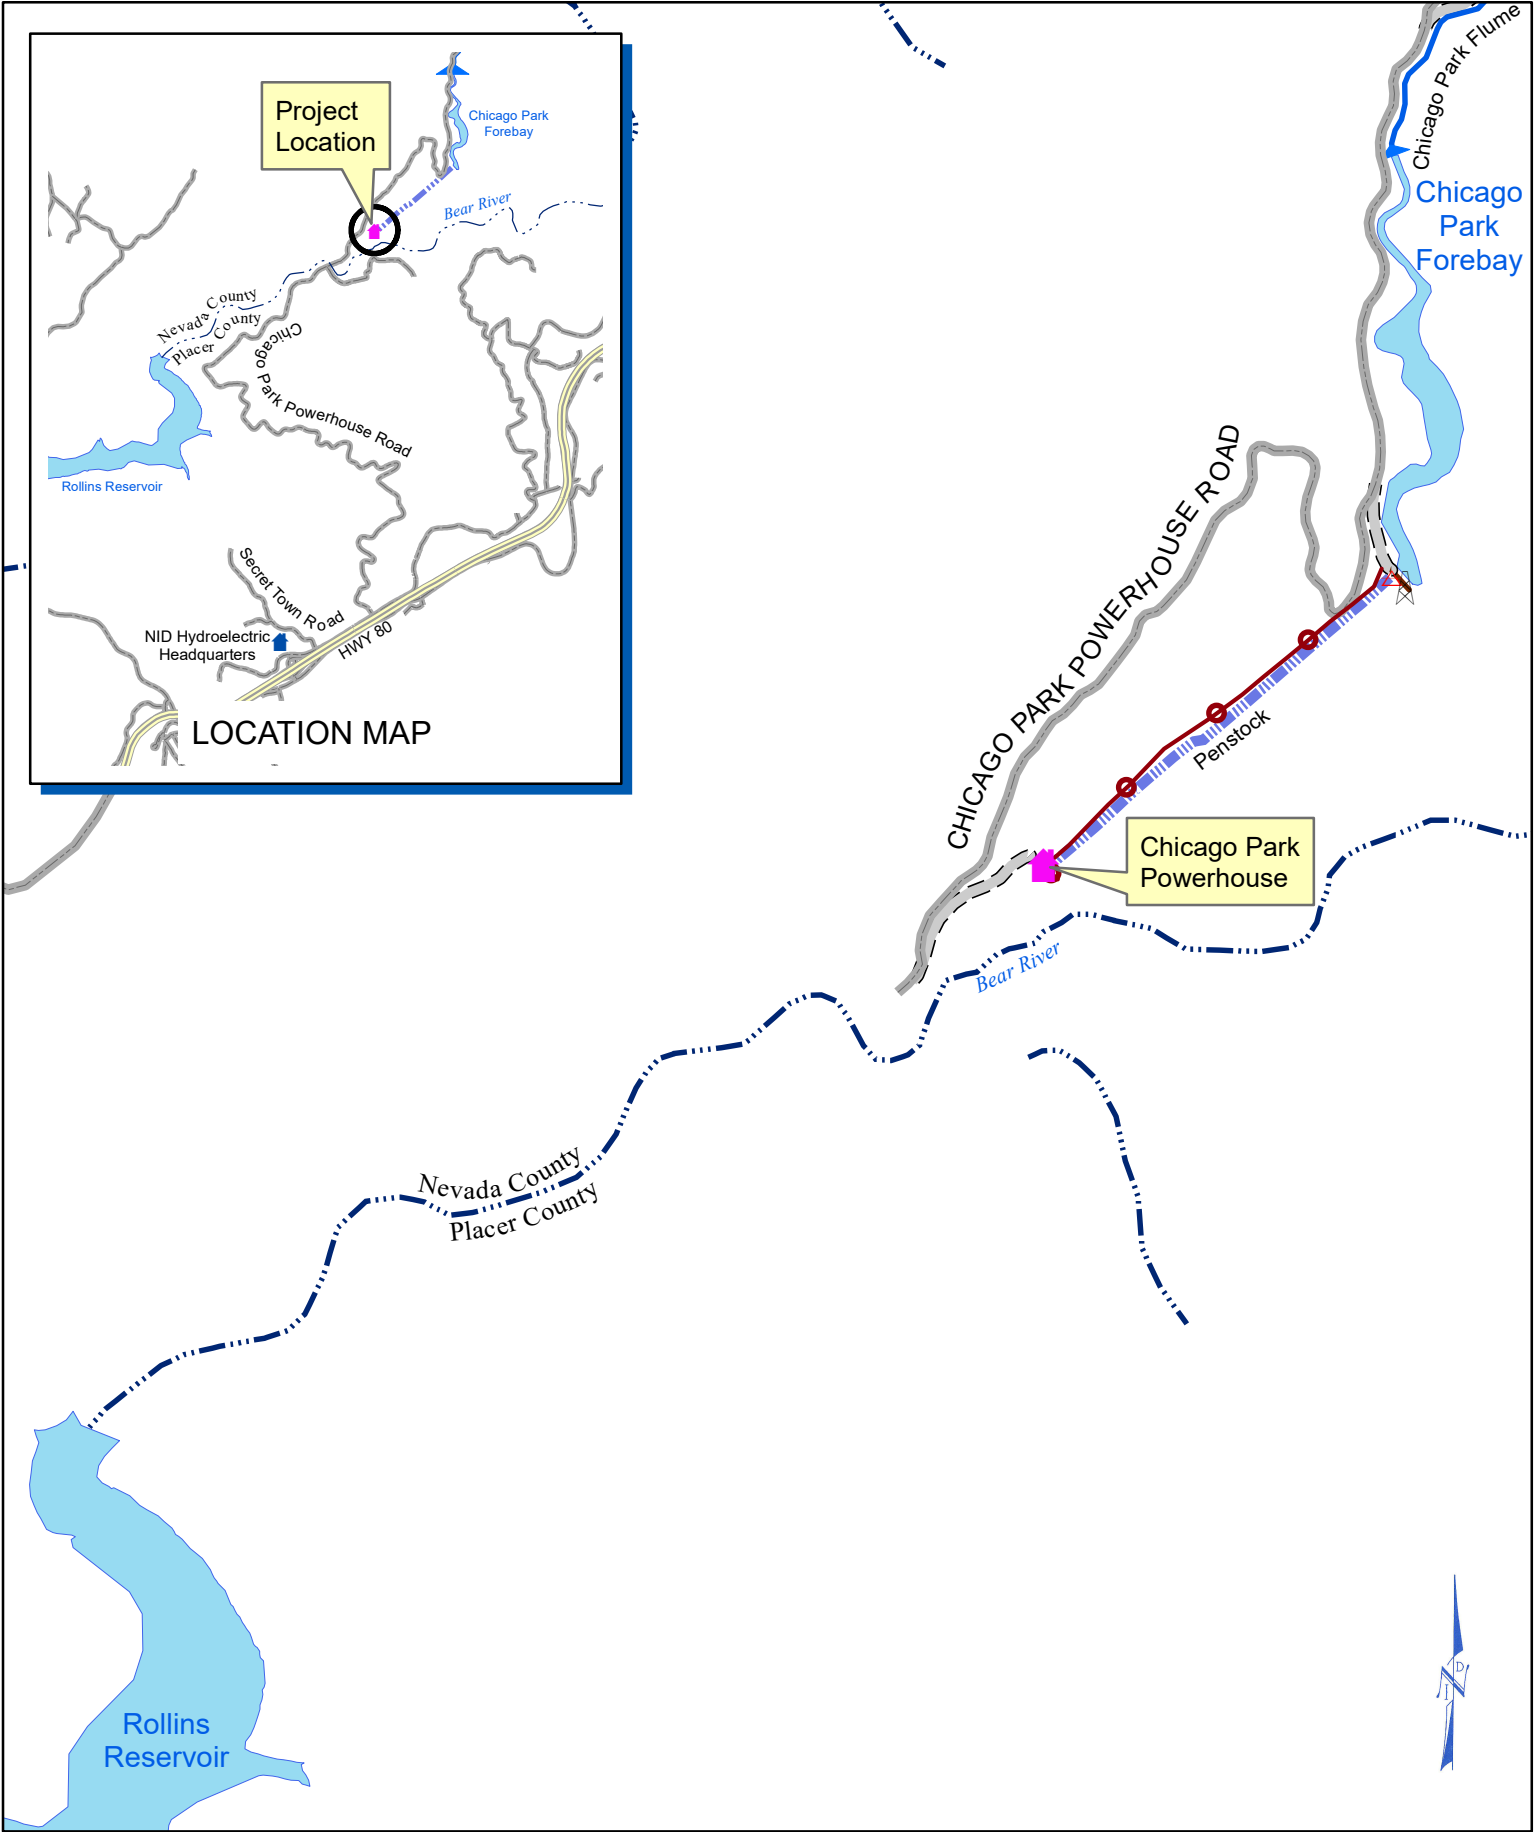 Project
Location
Chicago Park
Forebay
Bear River
Nevada County
Placer County
Chicago Park Powerhouse Road
Rollins Reservoir
Secret Town Road
NID Hydroelectric
Headquarters
HWY 80
LOCATION MAP
Chicago Park Flume
Chicago
Park
Forebay
CHICAGO PARK POWERHOUSE ROAD
Penstock
Chicago Park
Powerhouse
Bear River
Nevada County
Placer County
Rollins
Reservoir
N
I
D